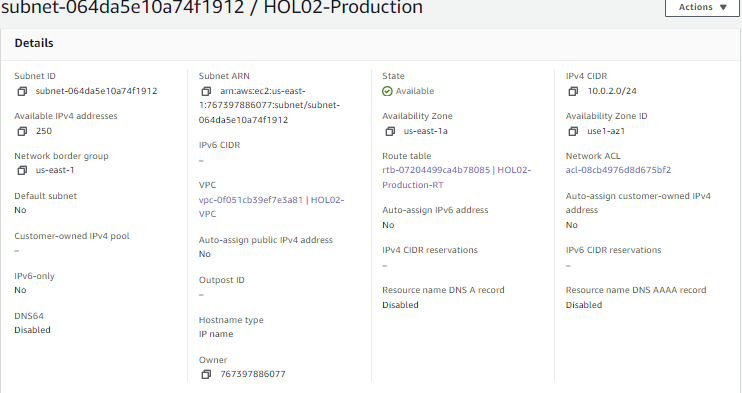 subnet-064da5e10a74f1912 / HOL02-Production
Actions
Details
Subnet ID
subnet-064da5e10a74f1912
Available IPv4 addresses
250
Network border group
us-east-1
Default subnet
No
Customer-owned IPv4 pool
–
IPv6-only
No
DNS64
Disabled
Subnet ARN
arn:aws:ec2:us-east-
1:767397886077:subnet/subnet-
064da5e10a74f1912
IPv6 CIDR
–
VPC
vpc-0f051cb39ef7e3a81 | HOL02-
VPC
Auto-assign public IPv4 address
No
Outpost ID
–
Hostname type
IP name
Owner
767397886077
State
Available
Availability Zone
us-east-1a
Route table
rtb-07204499ca4b78085 | HOL02-
Production-RT
Auto-assign IPv6 address
No
IPv4 CIDR reservations
–
Resource name DNS A record
Disabled
IPv4 CIDR
10.0.2.0/24
Availability Zone ID
use1-az1
Network ACL
acl-08cb4976d8d675bf2
Auto-assign customer-owned IPv4
address
No
IPv6 CIDR reservations
–
Resource name DNS AAAA record
Disabled